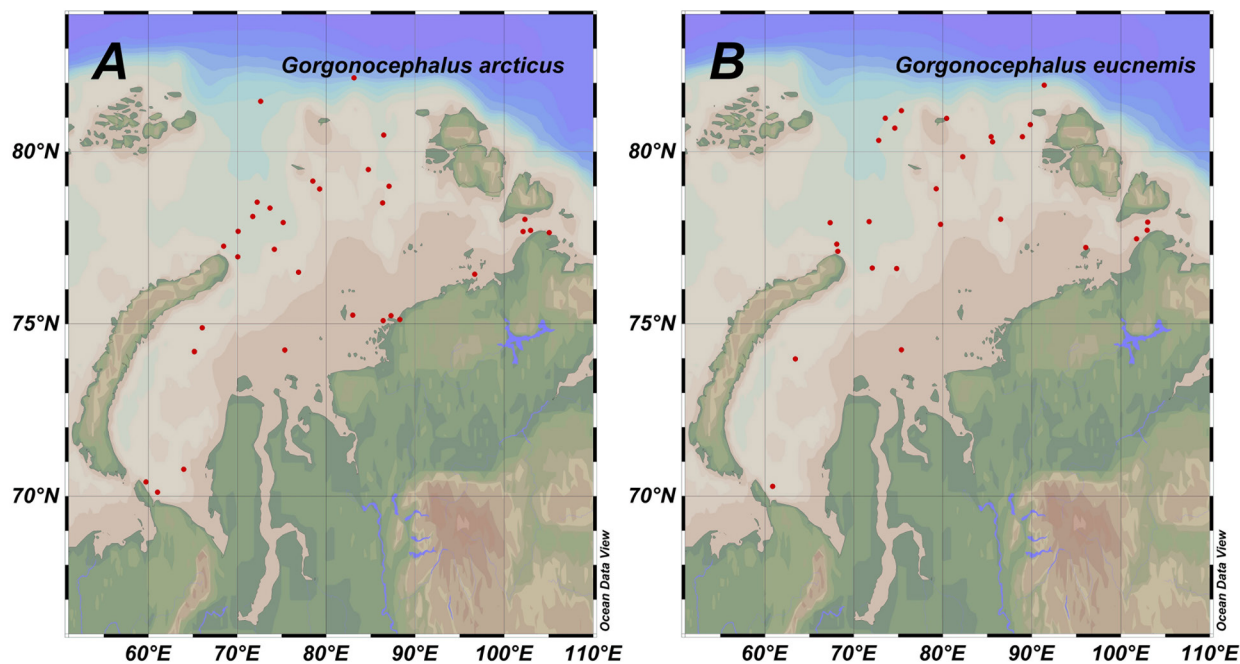 A
Gorgonocephalus arcticus
80°N
75°N
70°N
60°E 70°E 80°E 90°E 100°E 110°E
Ocean Data View
B
Gorgonocephalus eucnemis
80°N
75°N
70°N
60°E 70°E 80°E 90°E 100°E 110°E
Ocean Data View